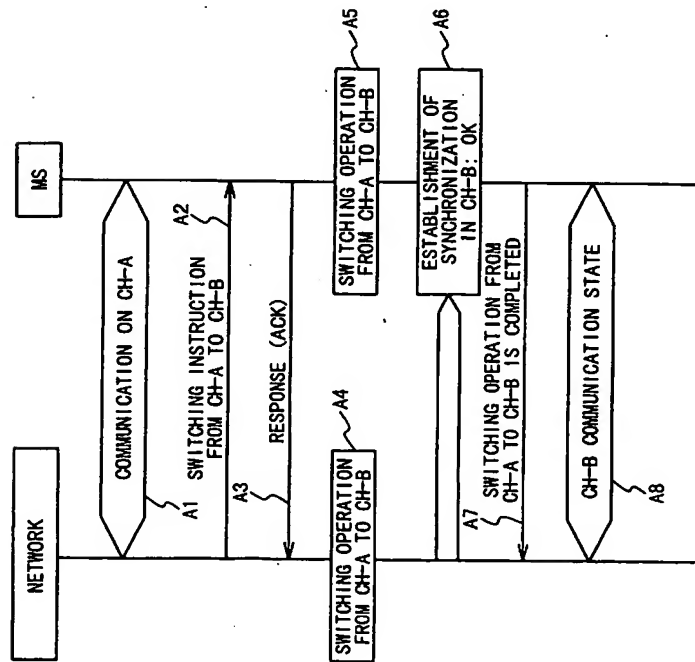 NETWORK
MS
COMMUNICATION ON CH-A
A1
SWITCHING INSTRUCTION
FROM CH-A TO CH-B
A2
RESPONSE (ACK)
A3
SWITCHING OPERATION
FROM CH-A TO CH-B
A4
SWITCHING OPERATION
FROM CH-A TO CH-B
A5
ESTABLISHMENT OF
SYNCHRONIZATION
IN CH-B: OK
A6
SWITCHING OPERATION FROM
CH-A TO CH-B IS COMPLETED
A7
CH-B COMMUNICATION STATE
A8